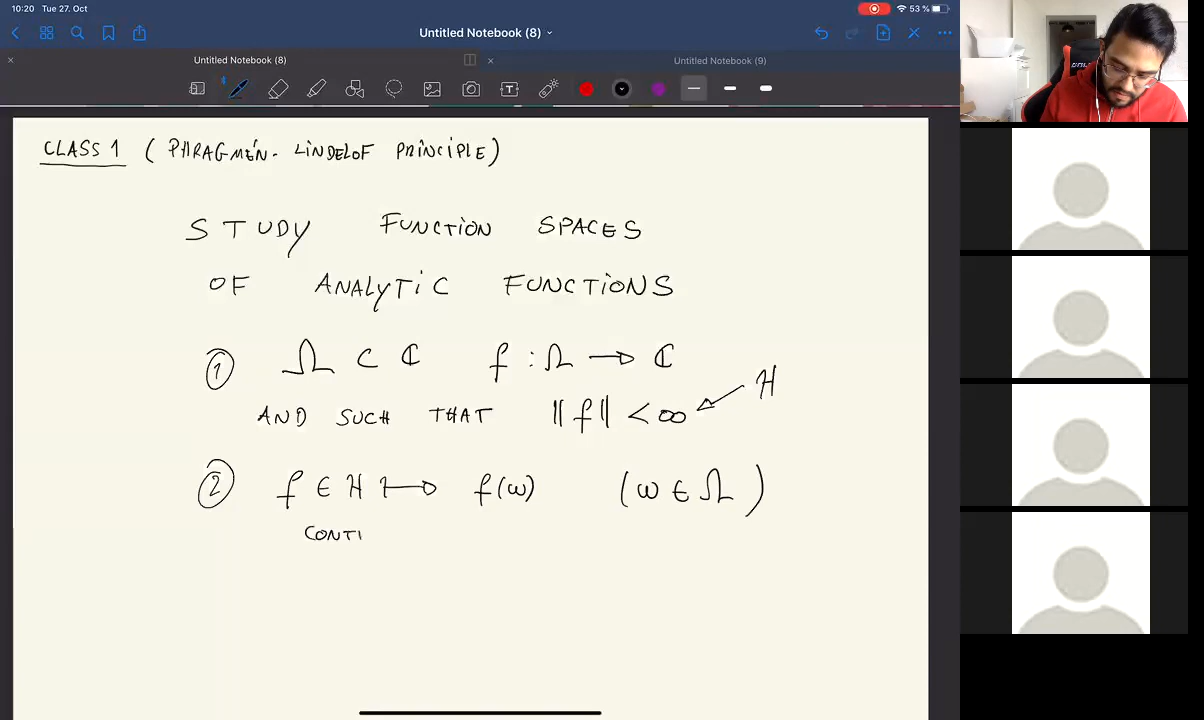 10:20 Tue 27. Oct
53 %
Untitled Notebook (8)
Untitled Notebook (8)
Untitled Notebook (9)
CLASS 1 ( PHRAGMÉN - LINDELOF PRINCIPLE )
STUDY FUNCTION SPACES
OF ANALYTIC FUNCTIONS
① Ω ⊂ ℂ f : Ω → ℂ
AND SUCH THAT ‖f‖ < ∞ ← H
② f ∈ H ↦ f(ω) (ω ∈ Ω)
CONTI